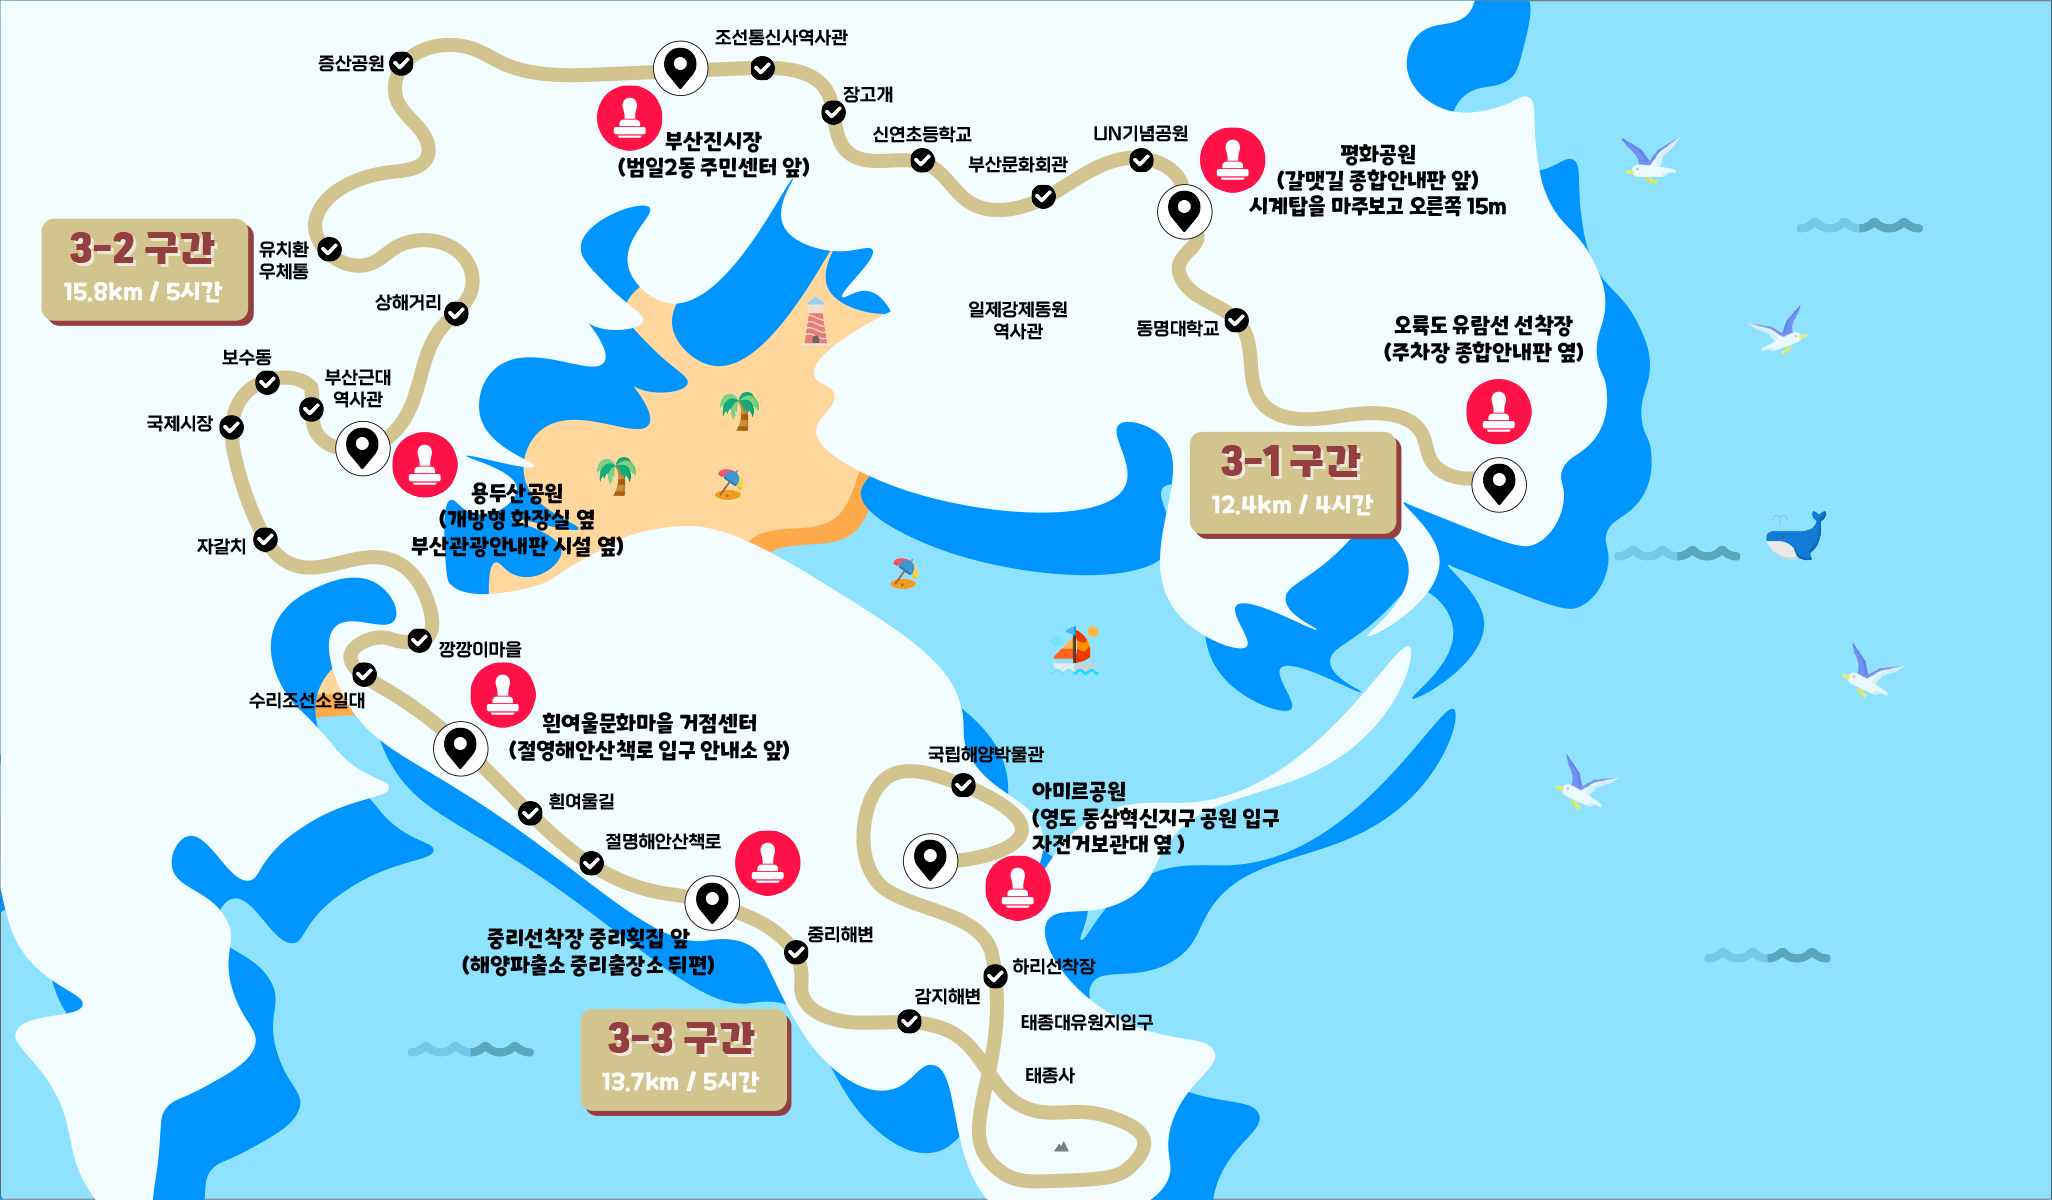 조선통신사역사관
증산공원
장고개
신연초등학교
UN기념공원
부산진시장
(범일2동 주민센터 앞)
부산문화회관
평화공원
(갈맷길 종합안내판 앞)
시계탑을 마주보고 오른쪽 15m
3-2 구간
15.8km / 5시간
유치환
우체통
상해거리
일제강제동원
역사관
동명대학교
오륙도 유람선 선착장
(주차장 종합안내판 옆)
보수동
부산근대
역사관
국제시장
3-1 구간
12.4km / 4시간
용두산공원
(개방형 화장실 옆
부산관광안내판 시설 옆)
자갈치
깡깡이마을
수리조선소일대
흰여울문화마을 거점센터
(절영해안산책로 입구 안내소 앞)
국립해양박물관
아미르공원
(영도 동삼혁신지구 공원 입구
자전거보관대 옆 )
흰여울길
절명해안산책로
중리선착장 중리횟집 앞
(해양파출소 중리출장소 뒤편)
중리해변
하리선착장
감지해변
태종대유원지입구
3-3 구간
13.7km / 5시간
태종사